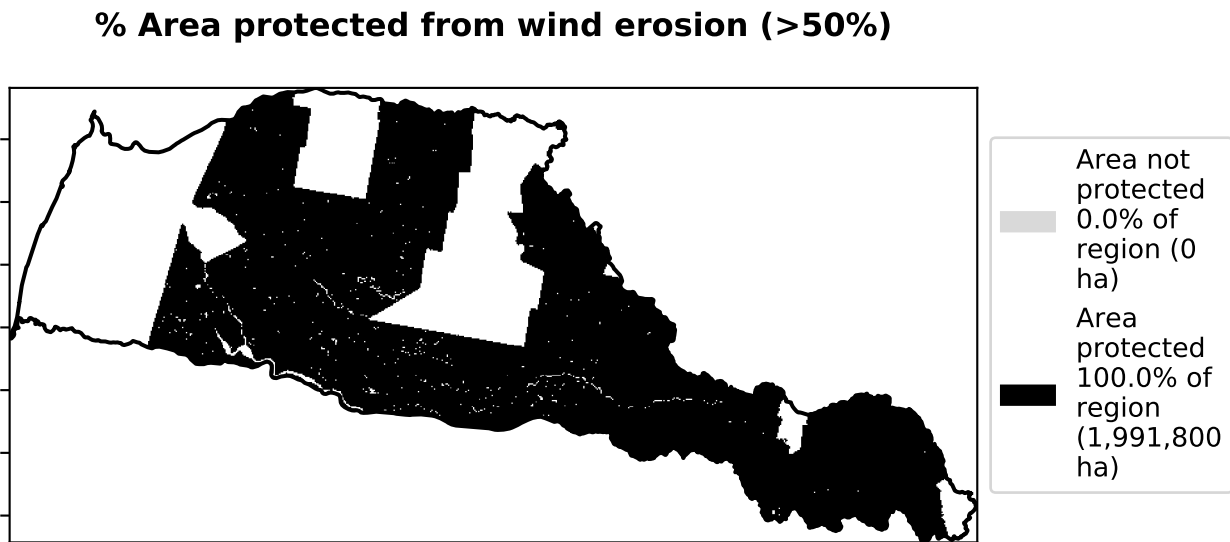 % Area protected from wind erosion (>50%)
Area not
protected
0.0% of
region (0
ha)
Area
protected
100.0% of
region
(1,991,800
ha)